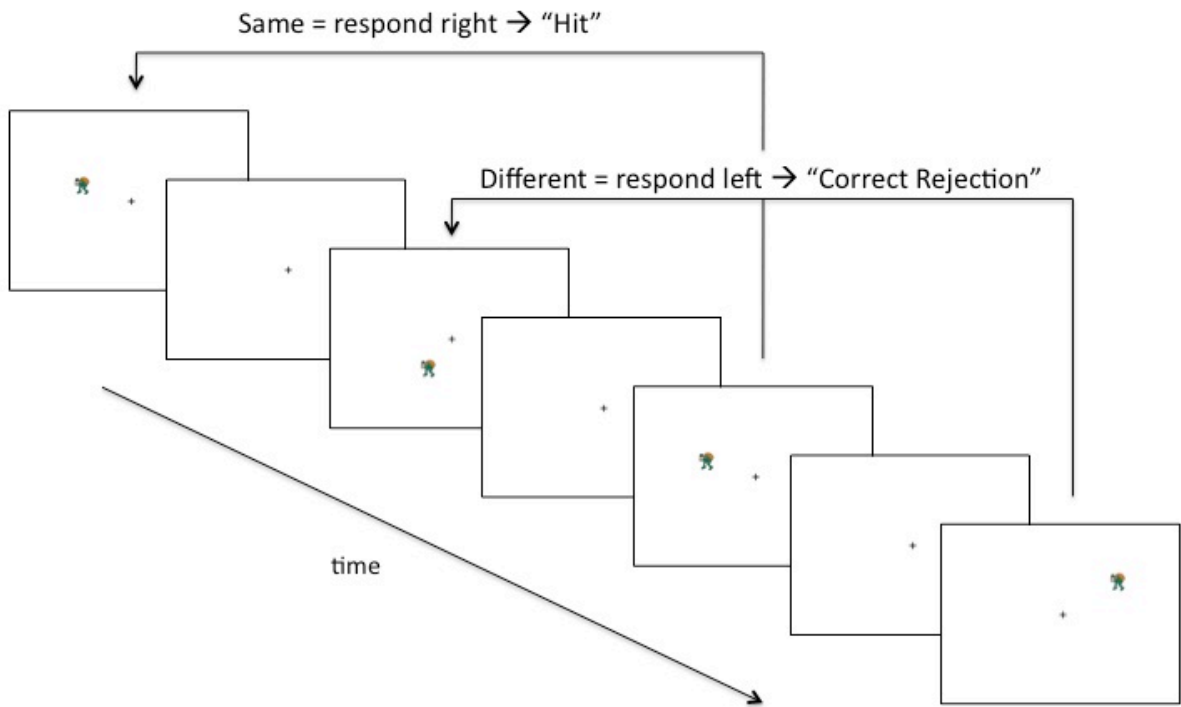 Same = respond right → “Hit”
Different = respond left → “Correct Rejection”
time